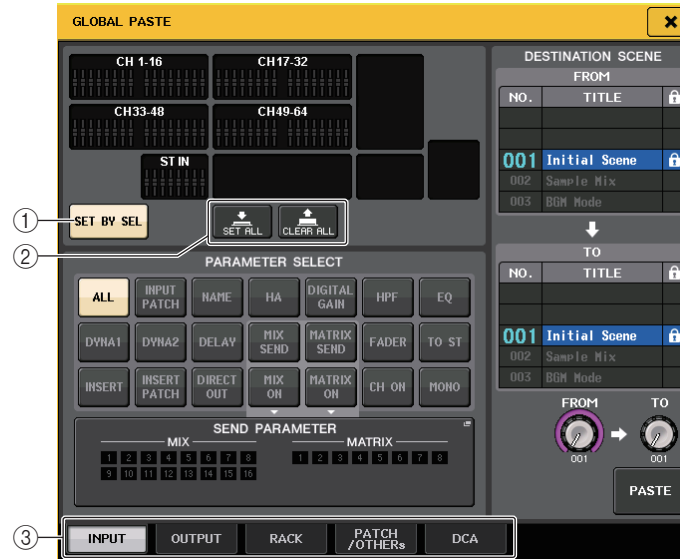 GLOBAL PASTE
CH 1-16
CH17-32
CH33-48
CH49-64
ST IN
① SET BY SEL
②
SET ALL
CLEAR ALL
PARAMETER SELECT
ALL
INPUT PATCH
NAME
HA
DIGITAL GAIN
HPF
EQ
DYNA1
DYNA2
DELAY
MIX SEND
MATRIX SEND
FADER
TO ST
INSERT
INSERT PATCH
DIRECT OUT
MIX ON
MATRIX ON
CH ON
MONO
SEND PARAMETER
MIX
MATRIX
1 2 3 4 5 6 7 8
9 10 11 12 13 14 15 16
1 2 3 4 5 6 7 8
③
INPUT
OUTPUT
RACK
PATCH /OTHERs
DCA
DESTINATION SCENE
FROM
NO. TITLE
001 Initial Scene
002 Sample Mix
003 BGM Mode
TO
NO. TITLE
001 Initial Scene
002 Sample Mix
003 BGM Mode
FROM
TO
001
001
PASTE